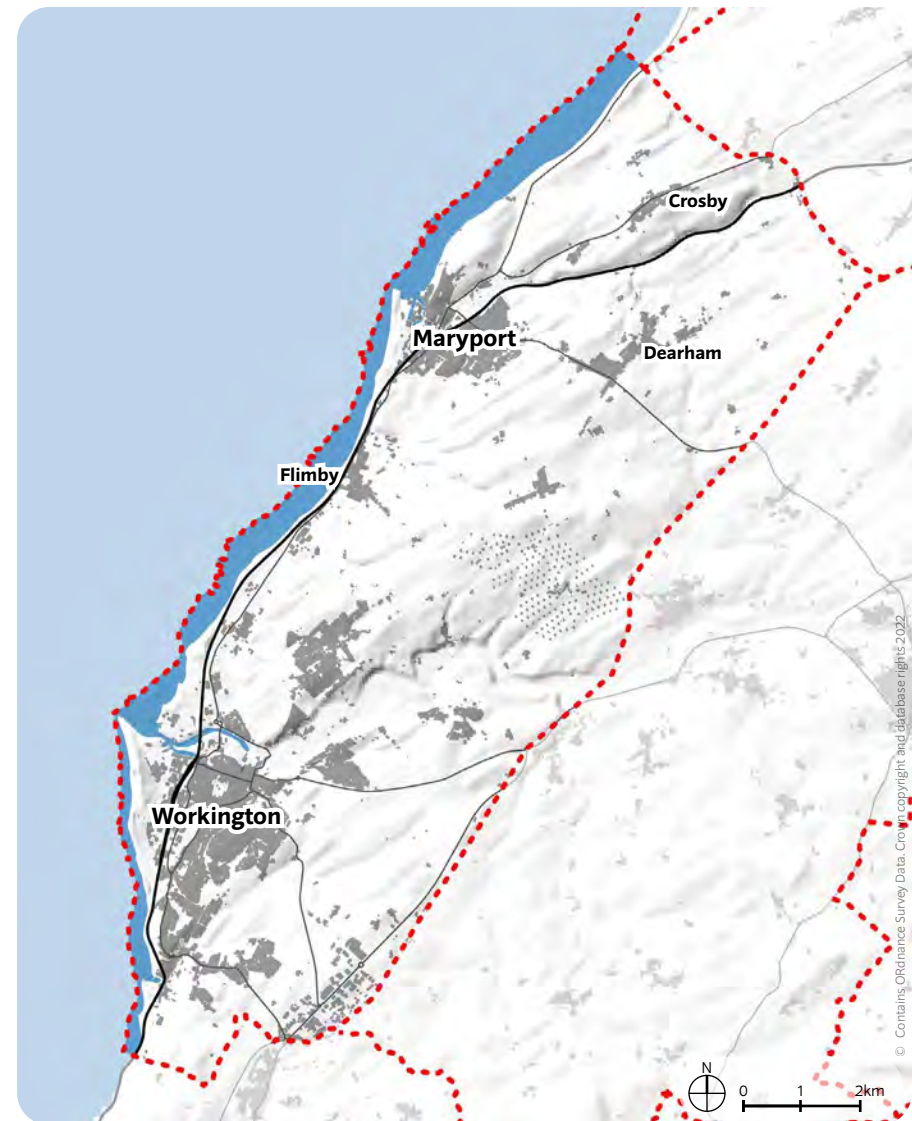 Crosby
Maryport
Dearham
Flimby
Workington
© Contains ORdnance Survey Data. Crown copyright and database rights 2022
N
0 1 2km